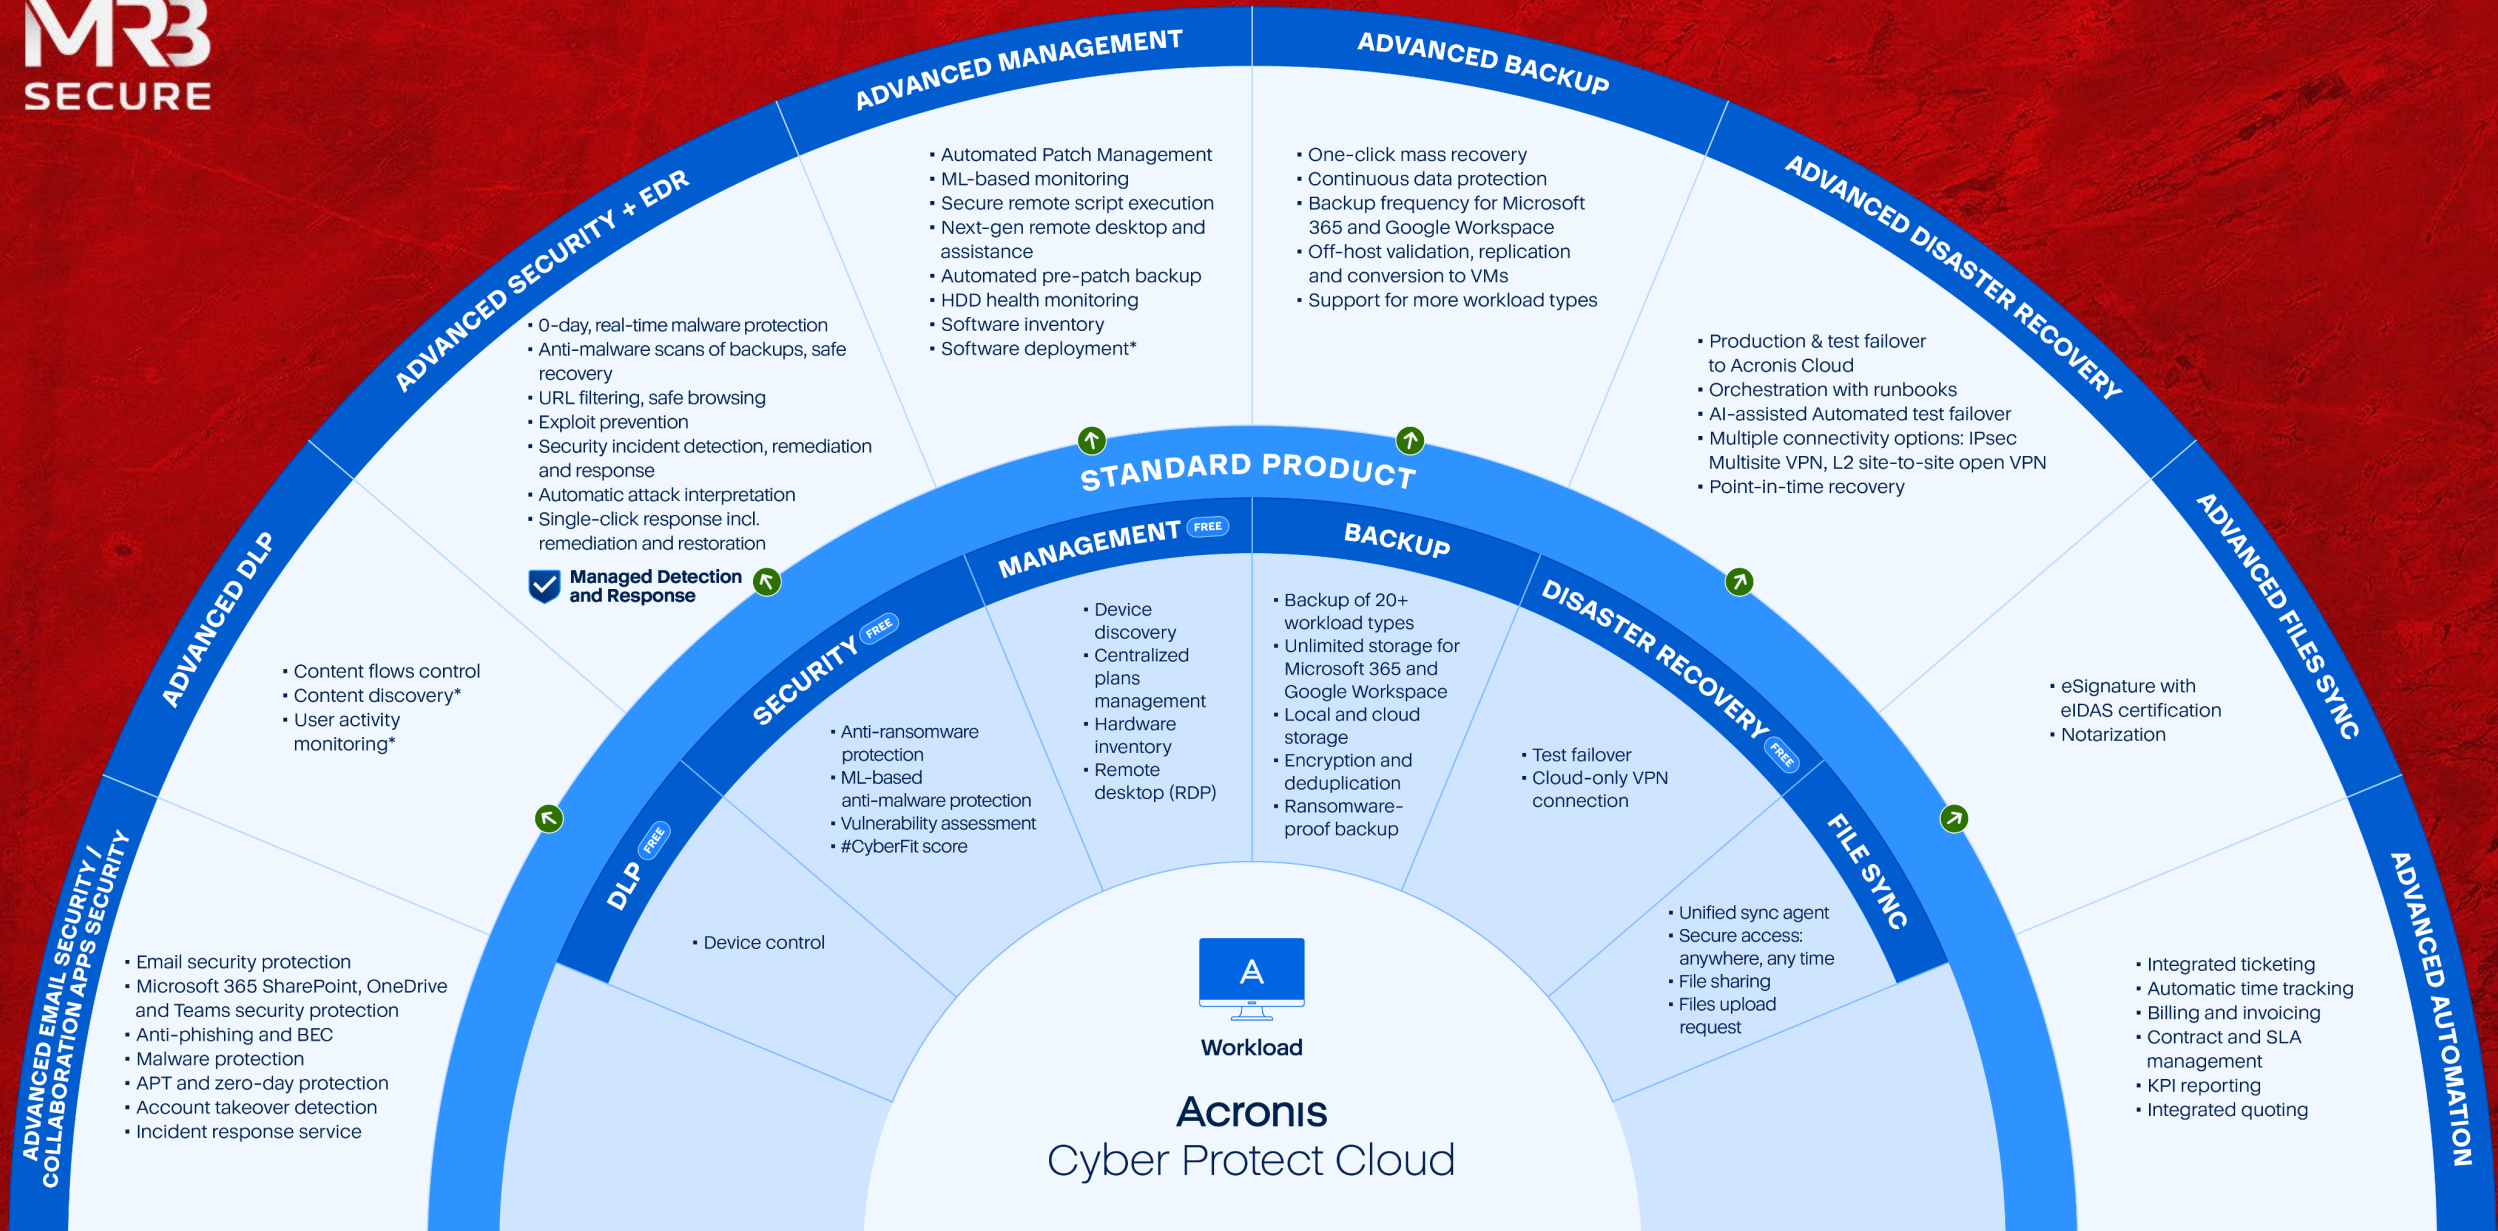 MRB
SECURE
ADVANCED EMAIL SECURITY /
COLLABORATION APPS SECURITY
▪ Email security protection
▪ Microsoft 365 SharePoint, OneDrive
and Teams security protection
▪ Anti-phishing and BEC
▪ Malware protection
▪ APT and zero-day protection
▪ Account takeover detection
▪ Incident response service
ADVANCED DLP
▪ Content flows control
▪ Content discovery*
▪ User activity
monitoring*
ADVANCED SECURITY + EDR
▪ 0-day, real-time malware protection
▪ Anti-malware scans of backups, safe
recovery
▪ URL filtering, safe browsing
▪ Exploit prevention
▪ Security incident detection, remediation
and response
▪ Automatic attack interpretation
▪ Single-click response incl.
remediation and restoration
Managed Detection
and Response
ADVANCED MANAGEMENT
▪ Automated Patch Management
▪ ML-based monitoring
▪ Secure remote script execution
▪ Next-gen remote desktop and
assistance
▪ Automated pre-patch backup
▪ HDD health monitoring
▪ Software inventory
▪ Software deployment*
ADVANCED BACKUP
▪ One-click mass recovery
▪ Continuous data protection
▪ Backup frequency for Microsoft
365 and Google Workspace
▪ Off-host validation, replication
and conversion to VMs
▪ Support for more workload types
ADVANCED DISASTER RECOVERY
▪ Production & test failover
to Acronis Cloud
▪ Orchestration with runbooks
▪ AI-assisted Automated test failover
▪ Multiple connectivity options: IPsec
Multisite VPN, L2 site-to-site open VPN
▪ Point-in-time recovery
ADVANCED FILES SYNC
▪ eSignature with
eIDAS certification
▪ Notarization
ADVANCED AUTOMATION
▪ Integrated ticketing
▪ Automatic time tracking
▪ Billing and invoicing
▪ Contract and SLA
management
▪ KPI reporting
▪ Integrated quoting
STANDARD PRODUCT
DLP FREE
▪ Device control
SECURITY FREE
▪ Anti-ransomware
protection
▪ ML-based
anti-malware protection
▪ Vulnerability assessment
▪ #CyberFit score
MANAGEMENT FREE
▪ Device
discovery
▪ Centralized
plans
management
▪ Hardware
inventory
▪ Remote
desktop (RDP)
BACKUP
▪ Backup of 20+
workload types
▪ Unlimited storage for
Microsoft 365 and
Google Workspace
▪ Local and cloud
storage
▪ Encryption and
deduplication
▪ Ransomware-
proof backup
DISASTER RECOVERY FREE
▪ Test failover
▪ Cloud-only VPN
connection
FILE SYNC
▪ Unified sync agent
▪ Secure access:
anywhere, any time
▪ File sharing
▪ Files upload
request
A
Workload
Acronis
Cyber Protect Cloud